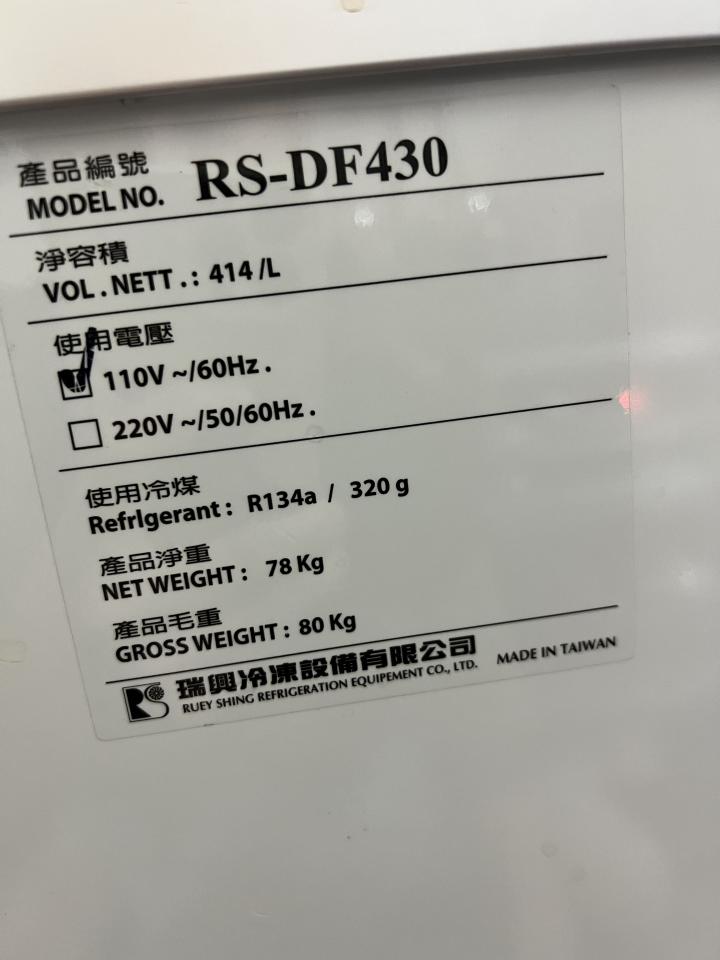 產品編號
MODEL NO. RS-DF430
淨容積
VOL . NETT . : 414 /L
使用電壓
110V ~/60Hz .
220V ~/50/60Hz .
使用冷煤
RefrIgerant : R134a / 320 g
產品淨重
NET WEIGHT : 78 Kg
產品毛重
GROSS WEIGHT : 80 Kg
RS 瑞興冷凍設備有限公司
RUEY SHING REFRIGERATION EQUIPEMENT CO., LTD. MADE IN TAIWAN